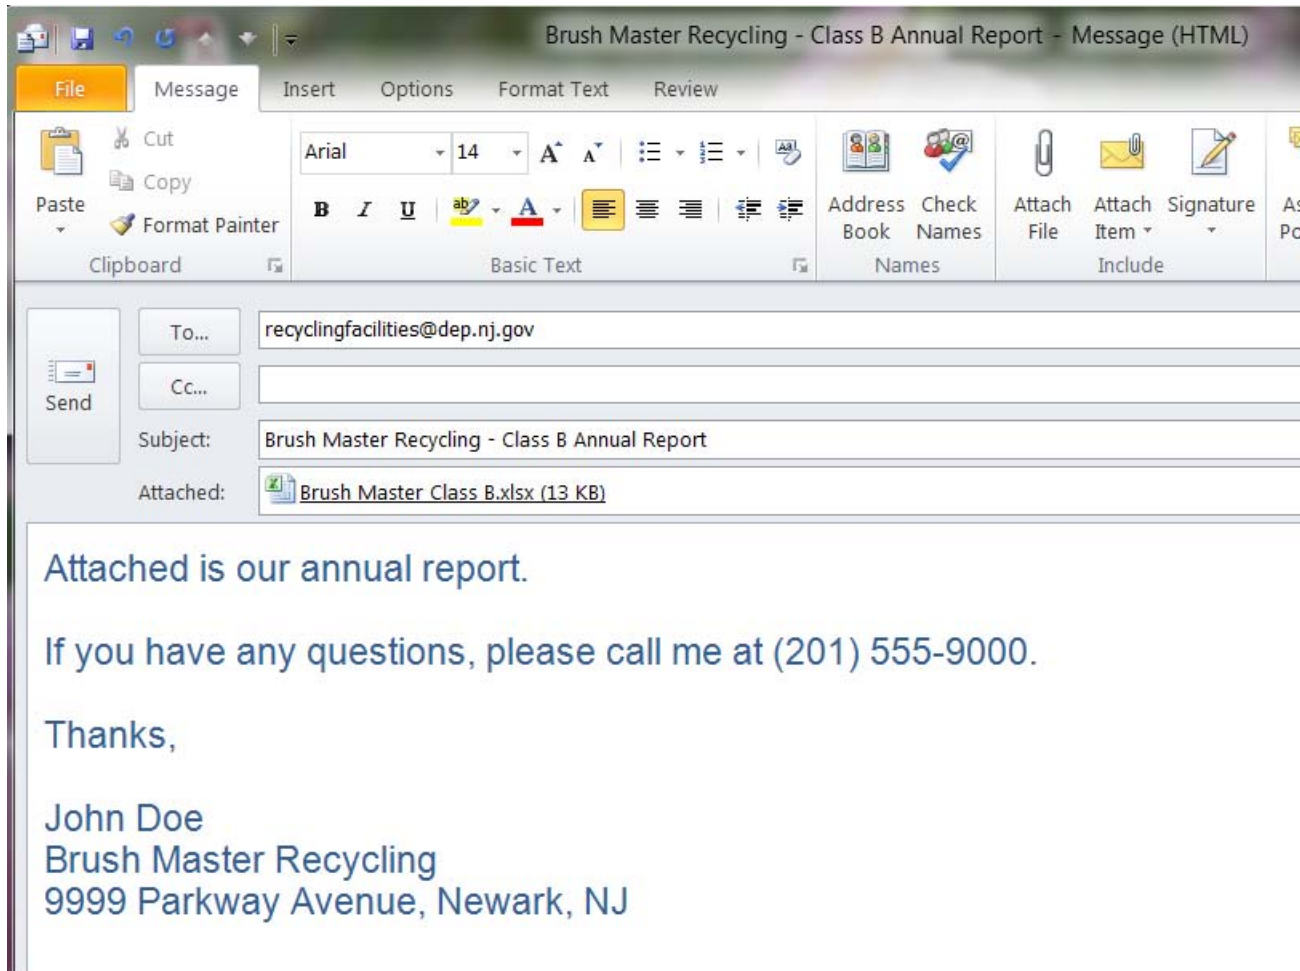 Brush Master Recycling - Class B Annual Report - Message (HTML)
File Message Insert Options Format Text Review
Paste
Cut
Copy
Format Painter
Clipboard
Arial 14
B I U
Basic Text
Address Book
Check Names
Names
Attach File
Attach Item
Signature
Include
Send
To... recyclingfacilities@dep.nj.gov
Cc...
Subject: Brush Master Recycling - Class B Annual Report
Attached: Brush Master Class B.xlsx (13 KB)
Attached is our annual report.
If you have any questions, please call me at (201) 555-9000.
Thanks,
John Doe
Brush Master Recycling
9999 Parkway Avenue, Newark, NJ